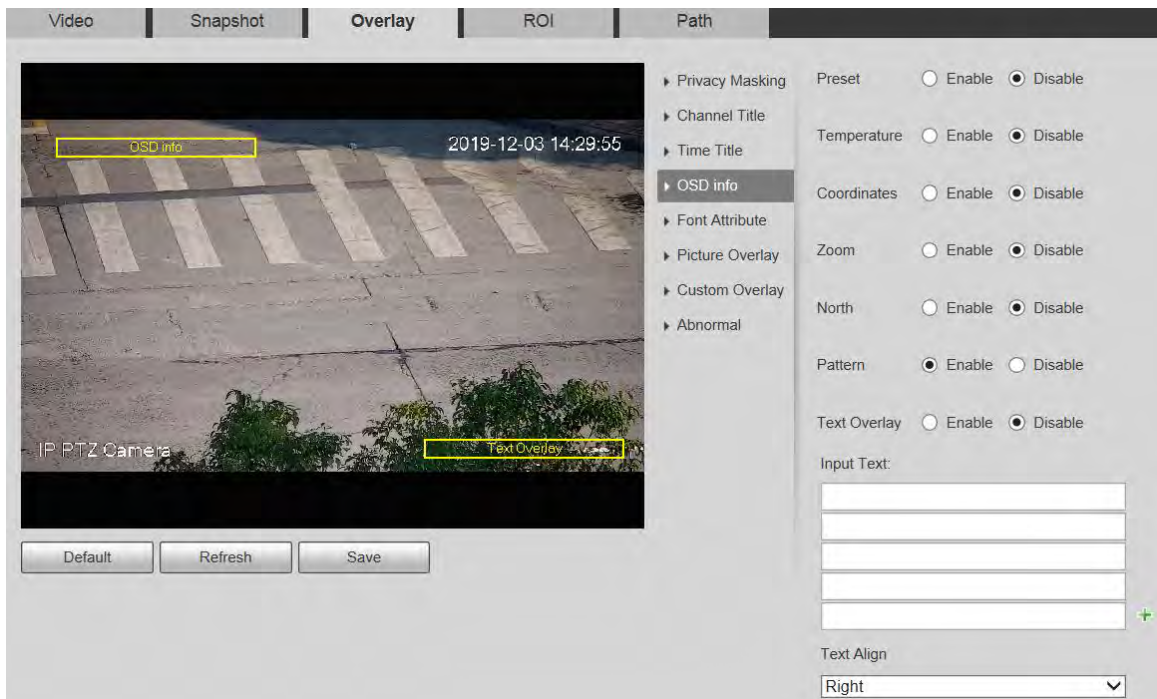 Video Snapshot Overlay ROI Path
OSD info
2019-12-03 14:29:55
IP PTZ Camera
Text Overlay
Default Refresh Save
Privacy Masking
Channel Title
Time Title
OSD info
Font Attribute
Picture Overlay
Custom Overlay
Abnormal
Preset Enable Disable
Temperature Enable Disable
Coordinates Enable Disable
Zoom Enable Disable
North Enable Disable
Pattern Enable Disable
Text Overlay Enable Disable
Input Text:
Text Align
Right